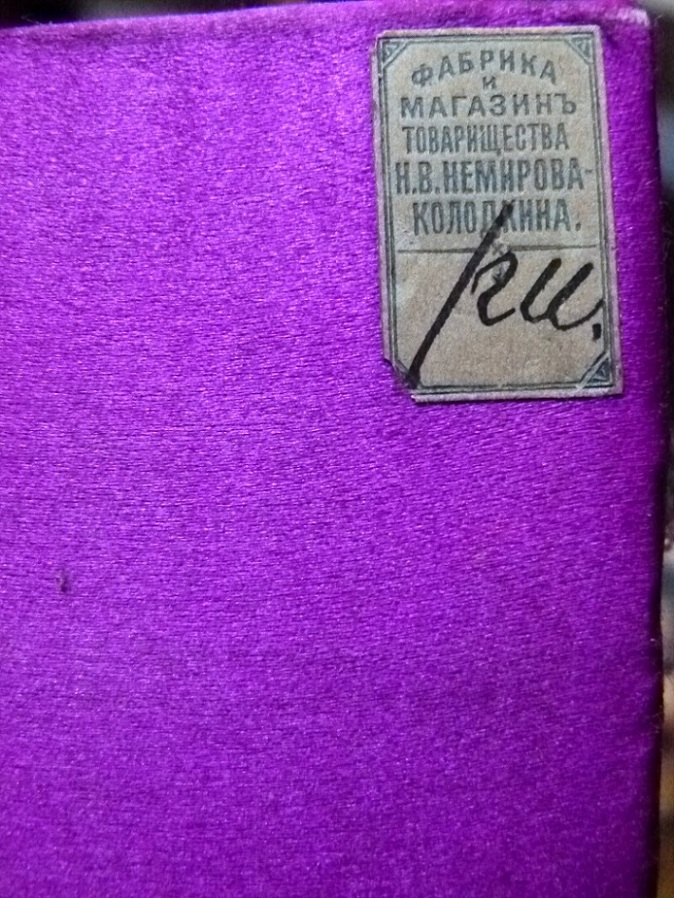 ФАБРИКА
и
МАГАЗИНЪ
ТОВАРИЩЕСТВА
Н.В.НЕМИРОВА-
КОЛОДКИНА.